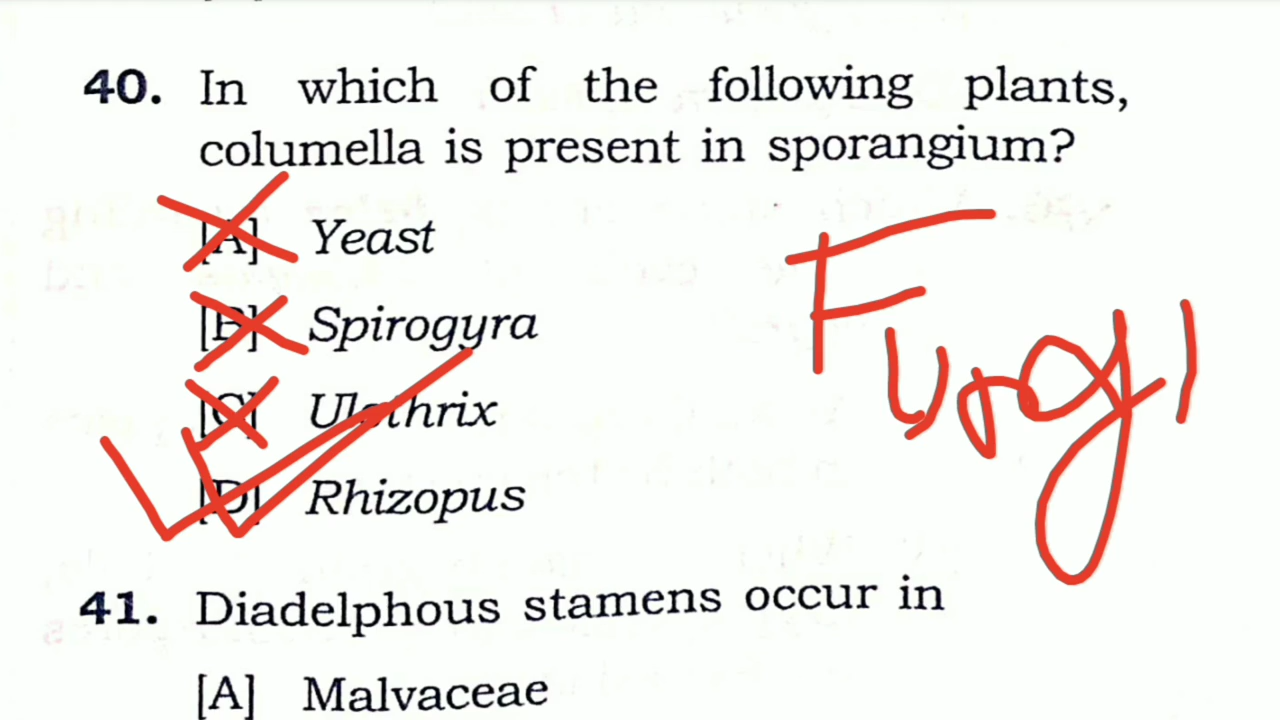 40. In which of the following plants,
columella is present in sporangium?
[A] Yeast
[B] Spirogyra
[C] Ulothrix
[D] Rhizopus
Fungi
41. Diadelphous stamens occur in
[A] Malvaceae